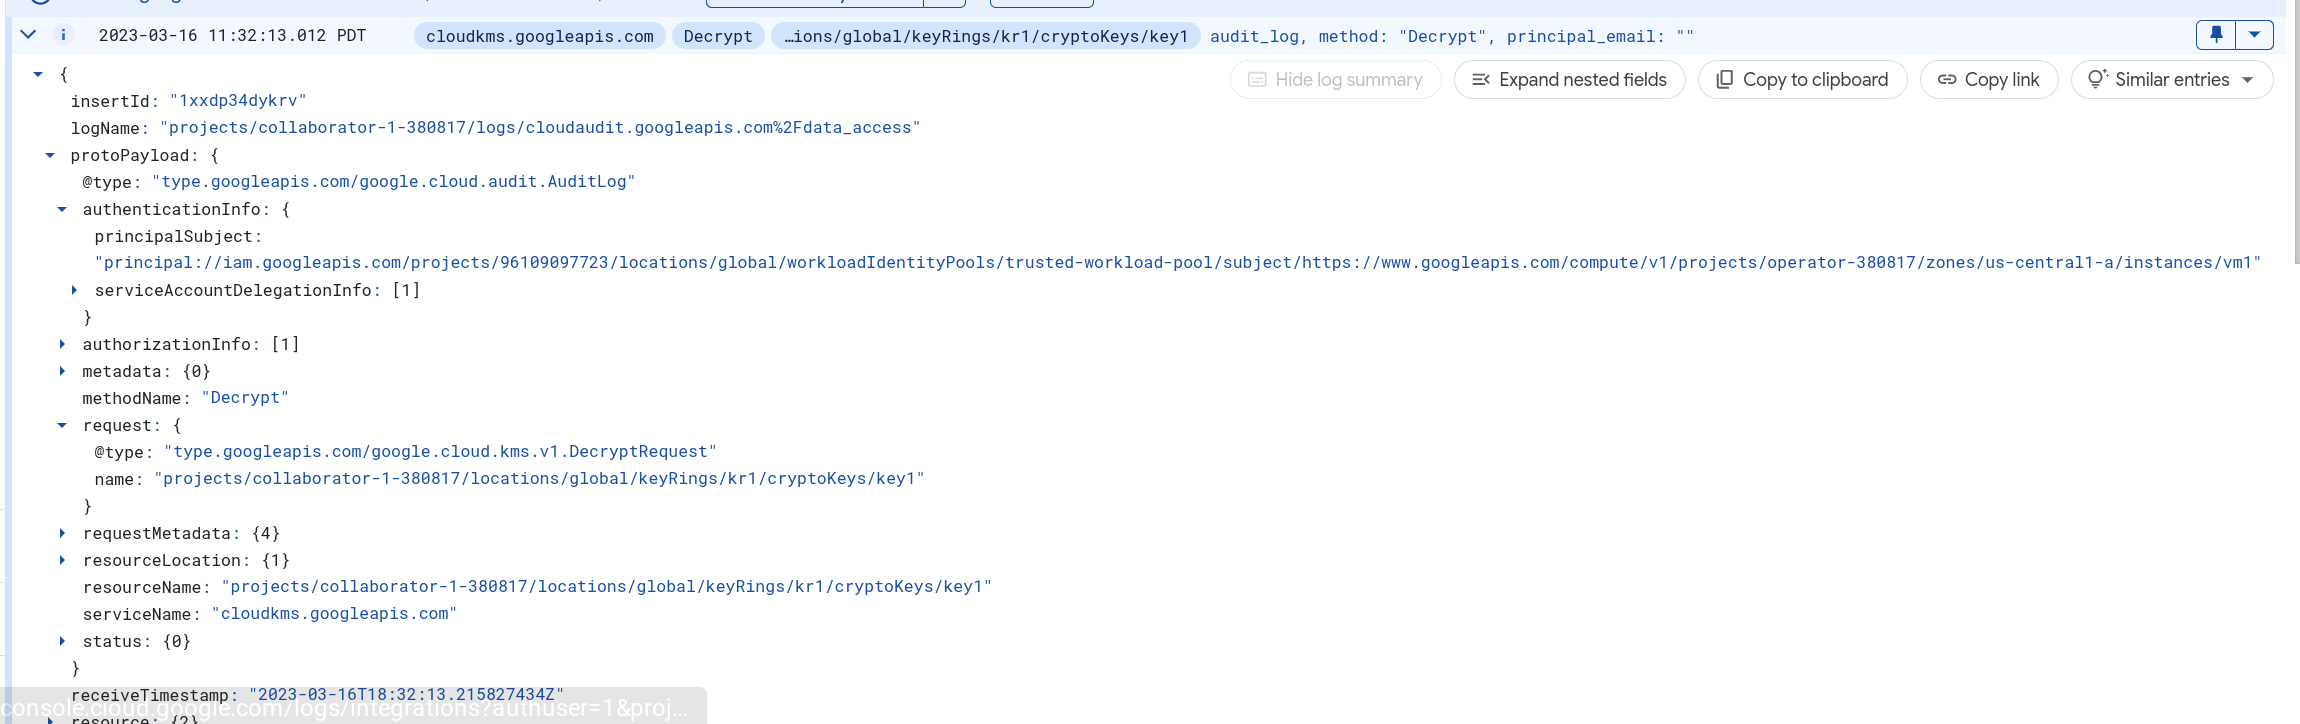 2023-03-16 11:32:13.012 PDT cloudkms.googleapis.com Decrypt …ions/global/keyRings/kr1/cryptoKeys/key1 audit_log, method: "Decrypt", principal_email: ""
{
Hide log summary Expand nested fields Copy to clipboard Copy link Similar entries
insertId: "1xxdp34dykrv"
logName: "projects/collaborator-1-380817/logs/cloudaudit.googleapis.com%2Fdata_access"
protoPayload: {
@type: "type.googleapis.com/google.cloud.audit.AuditLog"
authenticationInfo: {
principalSubject:
"principal://iam.googleapis.com/projects/96109097723/locations/global/workloadIdentityPools/trusted-workload-pool/subject/https://www.googleapis.com/compute/v1/projects/operator-380817/zones/us-central1-a/instances/vm1"
serviceAccountDelegationInfo: [1]
}
authorizationInfo: [1]
metadata: {0}
methodName: "Decrypt"
request: {
@type: "type.googleapis.com/google.cloud.kms.v1.DecryptRequest"
name: "projects/collaborator-1-380817/locations/global/keyRings/kr1/cryptoKeys/key1"
}
requestMetadata: {4}
resourceLocation: {1}
resourceName: "projects/collaborator-1-380817/locations/global/keyRings/kr1/cryptoKeys/key1"
serviceName: "cloudkms.googleapis.com"
status: {0}
}
receiveTimestamp: "2023-03-16T18:32:13.215827434Z"
console.cloud.google.com/logs/integrations?authuser=1&proj...
resource: {2}